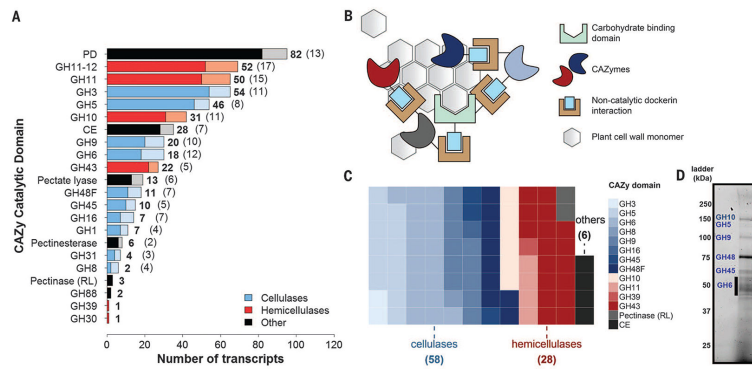 A
CAZy Catalytic Domain
PD 82 (13)
GH11-12 52 (17)
GH11 50 (15)
GH3 54 (11)
GH5 46 (8)
GH10 31 (11)
CE 28 (7)
GH9 20 (10)
GH6 18 (12)
GH43 22 (5)
Pectate lyase 13 (6)
GH48F 11 (7)
GH45 10 (5)
GH16 7 (7)
GH1 7 (4)
Pectinesterase 6 (2)
GH31 4 (3)
GH8 2 (4)
Pectinase (RL) 3
GH88 2
GH39 1
GH30 1
Cellulases
Hemicellulases
Other
0 20 40 60 80 100 120
Number of transcripts
B
Carbohydrate binding
domain
CAZymes
Non-catalytic dockerin
interaction
Plant cell wall monomer
C
others
(6)
cellulases
(58)
hemicellulases
(28)
CAZy domain
GH3
GH5
GH6
GH8
GH9
GH16
GH45
GH48F
GH10
GH11
GH39
GH43
Pectinase (RL)
CE
D
ladder
(kDa)
250
150
100
75
50
37
25
GH10
GH5
GH9
GH48
GH45
GH6